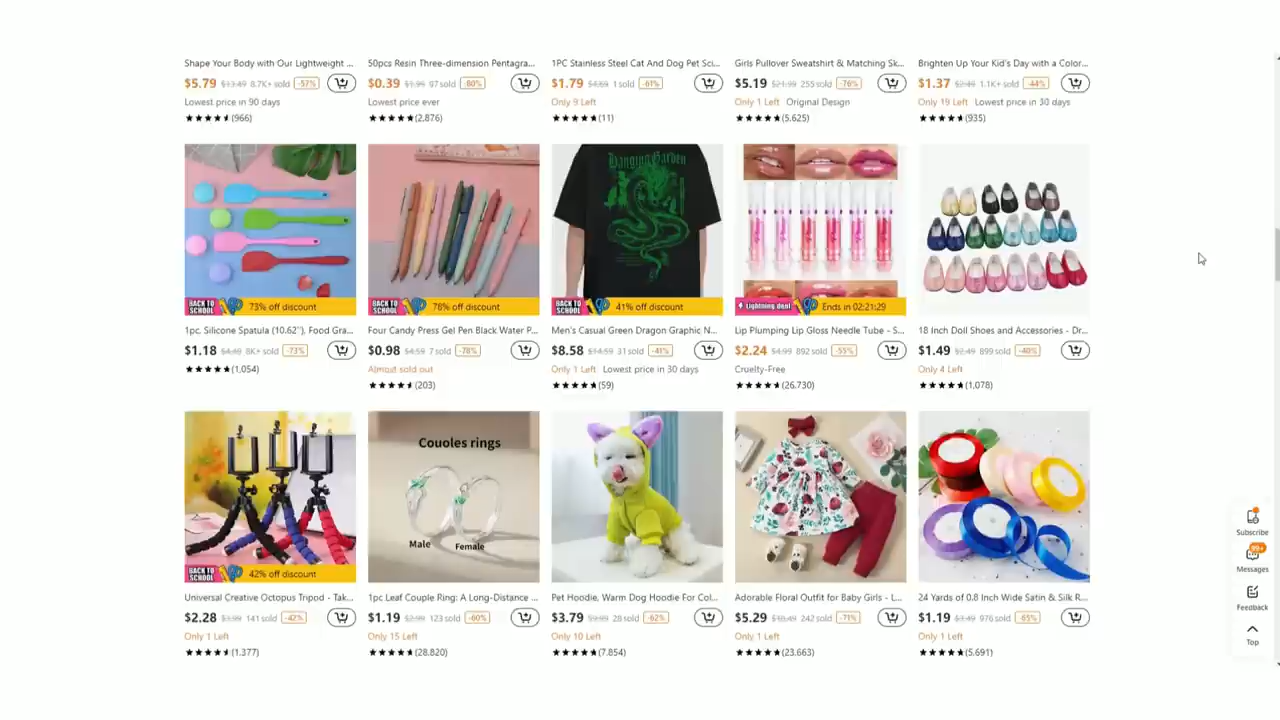 Shape Your Body with Our Lightweight ...
$5.79 $13.49 8.7K+ sold -57%
Lowest price in 90 days
(966)
50pcs Resin Three-dimension Pentagra...
$0.39 $1.99 97 sold -80%
Lowest price ever
(2,876)
1PC Stainless Steel Cat And Dog Pet Sci...
$1.79 $4.69 1 sold -61%
Only 9 Left
(11)
Girls Pullover Sweatshirt & Matching Sk...
$5.19 $21.99 255 sold -76%
Only 1 Left Original Design
(5,625)
Brighten Up Your Kid's Day with a Color...
$1.37 $2.49 1.1K+ sold -44%
Only 19 Left Lowest price in 30 days
(935)
BACK TO SCHOOL 73% off discount
1pc, Silicone Spatula (10.62''), Food Gra...
$1.18 $4.48 8K+ sold -73%
(1,054)
BACK TO SCHOOL 78% off discount
Four Candy Press Gel Pen Black Water P...
$0.98 $4.59 7 sold -78%
Almost sold out
(203)
Hanging Garden
BACK TO SCHOOL 41% off discount
Men's Casual Green Dragon Graphic N...
$8.58 $14.59 31 sold -41%
Only 1 Left Lowest price in 30 days
(59)
Lightning deal Ends in 02:21:29
Lip Plumping Lip Gloss Needle Tube - S...
$2.24 $4.99 892 sold -55%
Cruelty-Free
(26,730)
18 Inch Doll Shoes and Accessories - Dr...
$1.49 $2.49 899 sold -40%
Only 4 Left
(1,078)
BACK TO SCHOOL 42% off discount
Universal Creative Octopus Tripod - Tak...
$2.28 $3.99 141 sold -42%
Only 1 Left
(1,377)
Couoles rings
Male
Female
1pc Leaf Couple Ring: A Long-Distance ...
$1.19 $2.99 123 sold -60%
Only 15 Left
(28,820)
Pet Hoodie, Warm Dog Hoodie For Col...
$3.79 $9.99 28 sold -62%
Only 10 Left
(7,854)
Adorable Floral Outfit for Baby Girls - L...
$5.29 $18.49 242 sold -71%
Only 1 Left
(23,663)
24 Yards of 0.8 Inch Wide Satin & Silk R...
$1.19 $3.49 976 sold -65%
Only 1 Left
(5,691)
Subscribe
99+
Messages
Feedback
Top